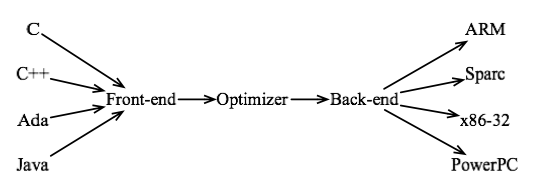 C
C++
Ada
Java
Front-end
Optimizer
Back-end
ARM
Sparc
x86-32
PowerPC